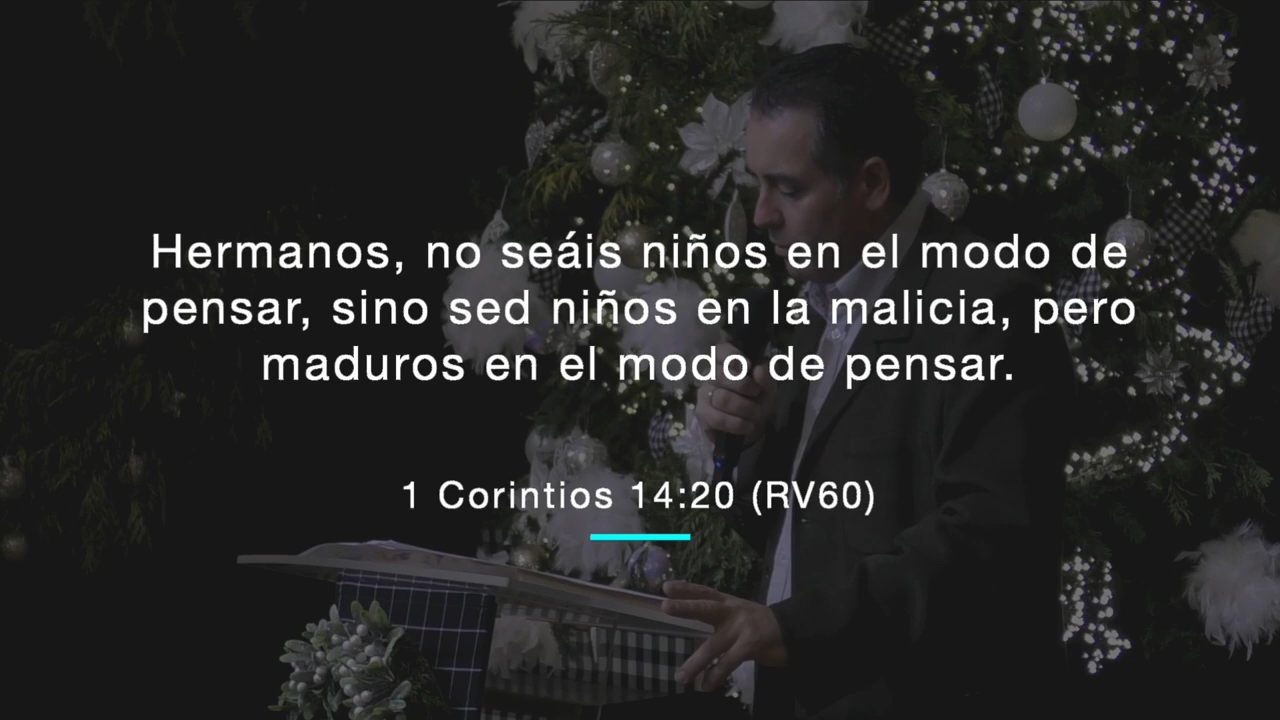 Hermanos, no seáis niños en el modo de
pensar, sino sed niños en la malicia, pero
maduros en el modo de pensar.
1 Corintios 14:20 (RV60)